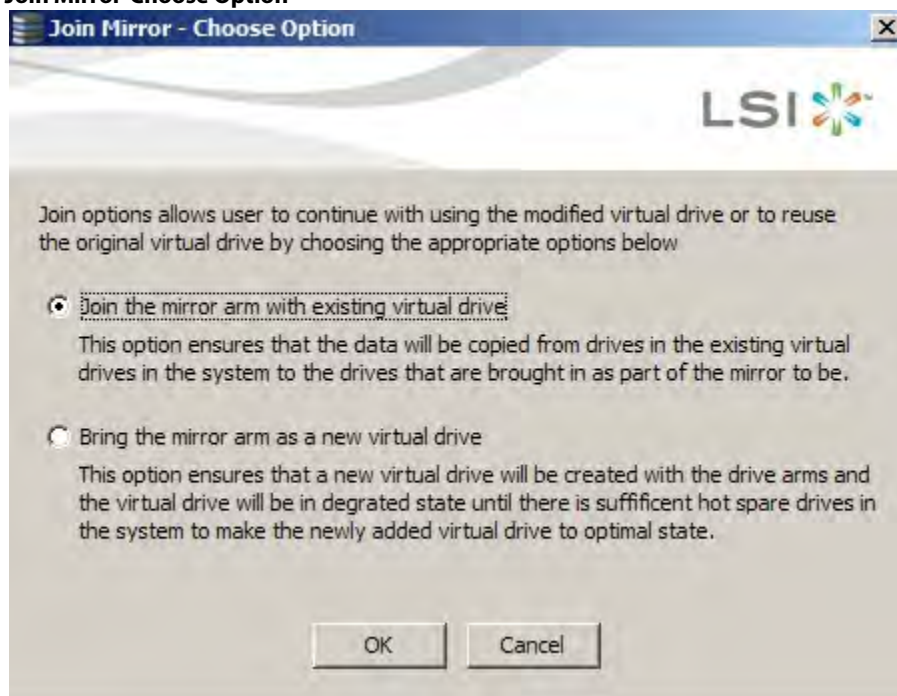 Join Mirror Choose Option
Join Mirror - Choose Option
LSI
Join options allows user to continue with using the modified virtual drive or to reuse
the original virtual drive by choosing the appropriate options below
Join the mirror arm with existing virtual drive
This option ensures that the data will be copied from drives in the existing virtual
drives in the system to the drives that are brought in as part of the mirror to be.
Bring the mirror arm as a new virtual drive
This option ensures that a new virtual drive will be created with the drive arms and
the virtual drive will be in degrated state until there is suffificent hot spare drives in
the system to make the newly added virtual drive to optimal state.
OK Cancel